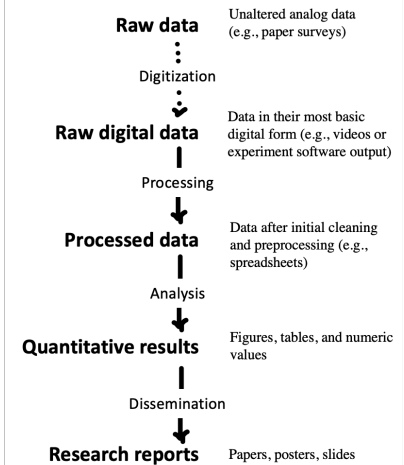 Raw data
Unaltered analog data
(e.g., paper surveys)
Digitization
Raw digital data
Data in their most basic
digital form (e.g., videos or
experiment software output)
Processing
Processed data
Data after initial cleaning
and preprocessing (e.g.,
spreadsheets)
Analysis
Quantitative results
Figures, tables, and numeric
values
Dissemination
Research reports
Papers, posters, slides